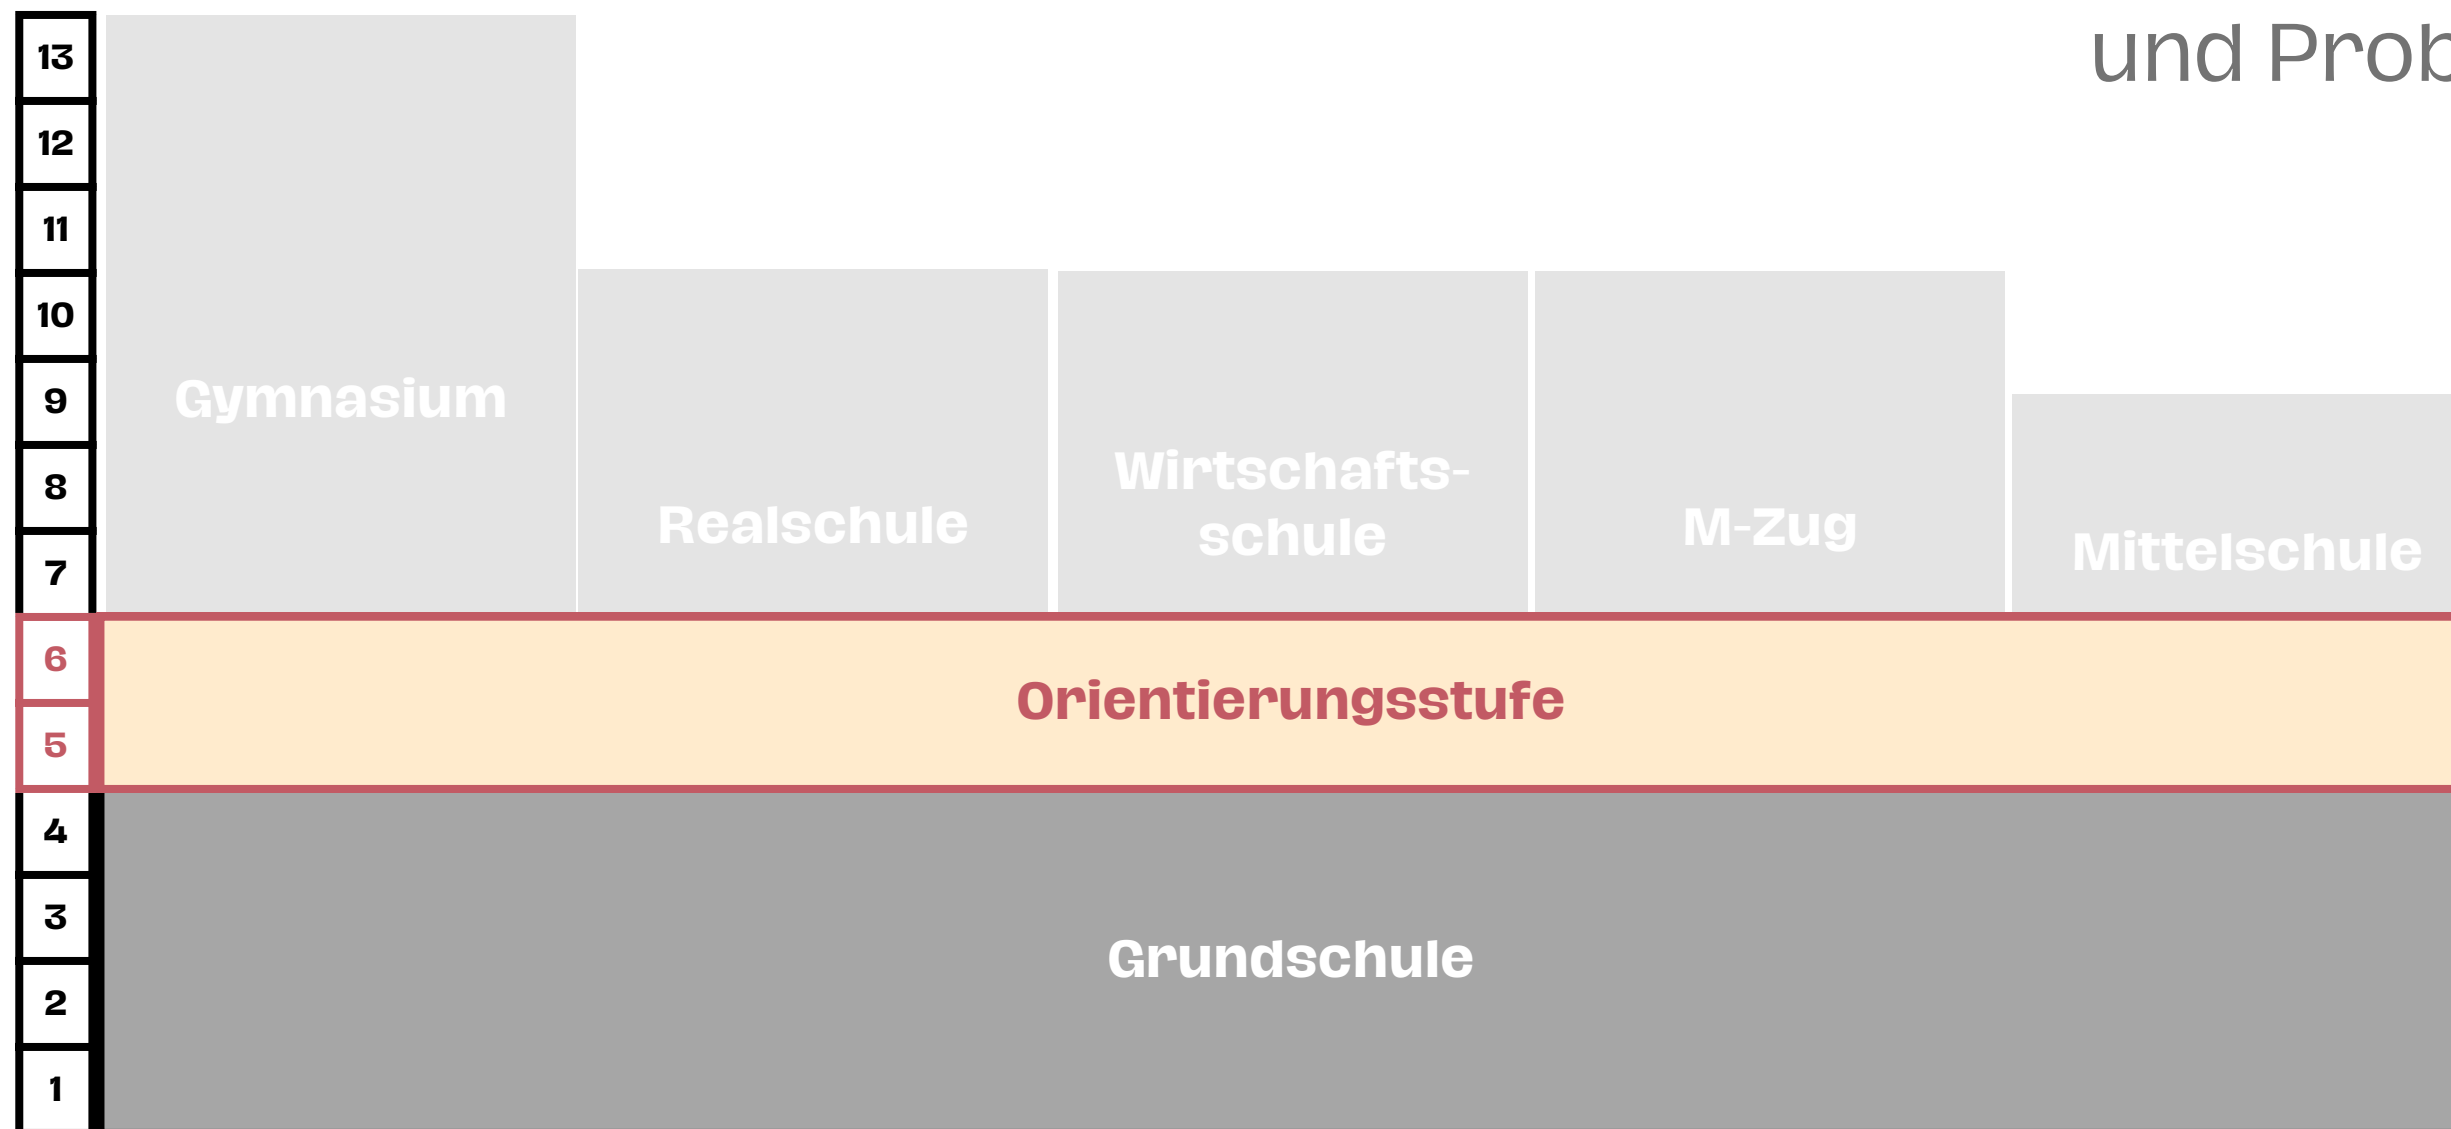 und Prob
13
12
11
10
9
8
7
6
5
4
3
2
1
Gymnasium
Realschule
Wirtschafts-
schule
M-Zug
Mittelschule
Orientierungsstufe
Grundschule